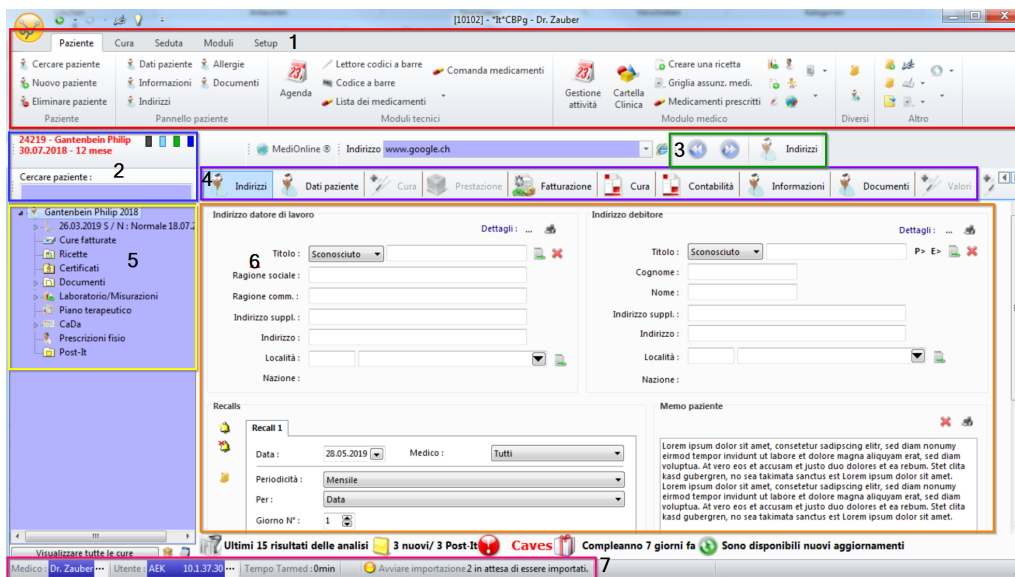 [10102] - *It*CBPg - Dr. Zauber
Paziente Cura Seduta Moduli Setup 1
Cercare paziente Dati paziente Allergie Lettore codici a barre Comanda medicamenti Creare una ricetta
Nuovo paziente Informazioni Documenti Agenda Codice a barre Gestione attività Cartella Clinica Griglia assunz. medi.
Eliminare paziente Indirizzi Lista dei medicamenti Medicamenti prescritti
Paziente Pannello paziente Moduli tecnici Modulo medico Diversi Altro
24219 - Gantenbein Philip
30.07.2018 - 12 mese
2
MediOnline ® Indirizzo www.google.ch 3 Indirizzi
Cercare paziente :
4 Indirizzi Dati paziente Cura Prestazione Fatturazione Cura Contabilità Informazioni Documenti Valori
Gantenbein Philip 2018
26.03.2019 S / N : Normale 18.07.2
Cure fatturate
Ricette
Certificati
Documenti
Laboratorio/Misurazioni
Piano terapeutico
CaDa
Prescrizioni fisio
Post-It
5
Indirizzo datore di lavoro
Dettagli : ...
6
Titolo : Sconosciuto
Ragione sociale :
Ragione comm. :
Indirizzo suppl. :
Indirizzo :
Località :
Nazione :
Indirizzo debitore
Dettagli : ...
Titolo : Sconosciuto P> E>
Cognome :
Nome :
Indirizzo suppl. :
Indirizzo :
Località :
Nazione :
Recalls
Recall 1
Data : 28.05.2019 Medico : Tutti
Periodicità : Mensile
Per : Data
Giorno N° : 1
Memo paziente
Lorem ipsum dolor sit amet, consetetur sadipscing elitr, sed diam nonumy
eirmod tempor invidunt ut labore et dolore magna aliquyam erat, sed diam
voluptua. At vero eos et accusam et justo duo dolores et ea rebum. Stet clita
kasd gubergren, no sea takimata sanctus est Lorem ipsum dolor sit amet.
Lorem ipsum dolor sit amet, consetetur sadipscing elitr, sed diam nonumy
eirmod tempor invidunt ut labore et dolore magna aliquyam erat, sed diam
voluptua. At vero eos et accusam et justo duo dolores et ea rebum. Stet clita
kasd gubergren, no sea takimata sanctus est Lorem ipsum dolor sit amet.
Visualizzare tutte le cure
Ultimi 15 risultati delle analisi 3 nuovi/ 3 Post-It Caves Compleanno 7 giorni fa Sono disponibili nuovi aggiornamenti
Medico : Dr. Zauber ... Utente : AEK 10.1.37.30 ... Tempo Tarmed : 0min Avviare importazione 2 in attesa di essere importati. 7